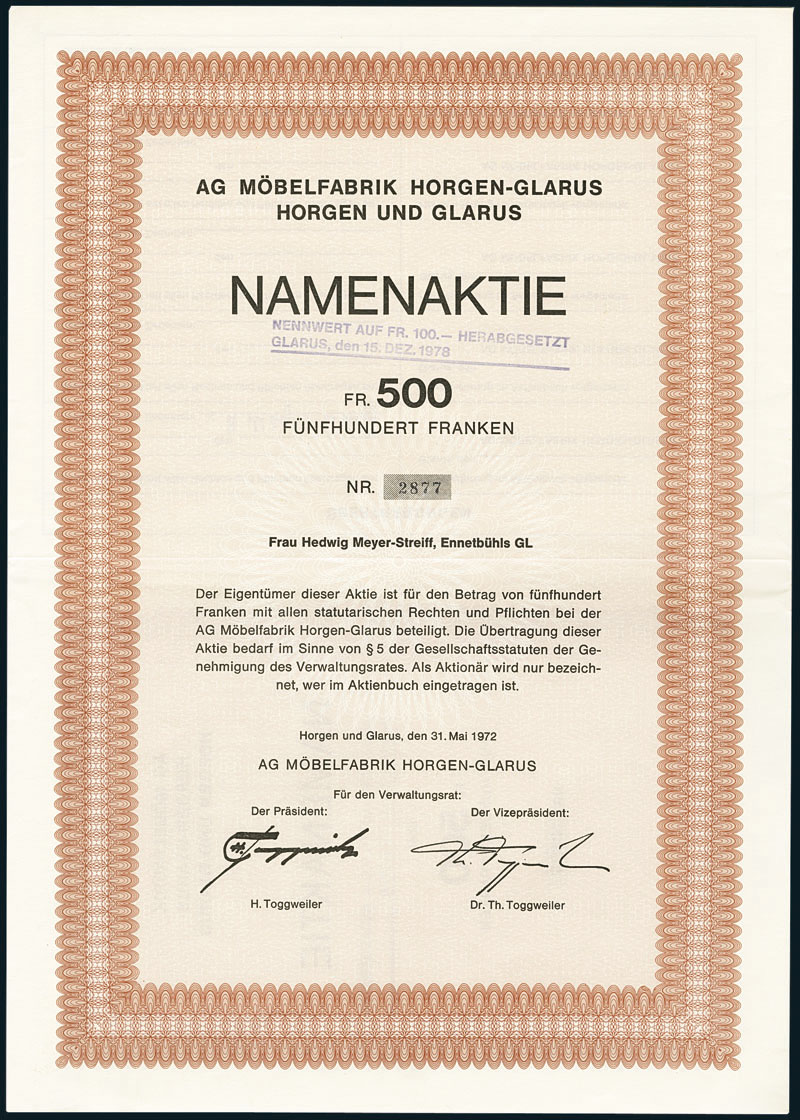 AG MÖBELFABRIK HORGEN-GLARUS
HORGEN UND GLARUS
NAMENAKTIE
NENNWERT AUF FR. 100.— HERABGESETZT
GLARUS, den 15. DEZ. 1978
FR. 500
FÜNFHUNDERT FRANKEN
NR. 2877
Frau Hedwig Meyer-Streiff, Ennetbühls GL
Der Eigentümer dieser Aktie ist für den Betrag von fünfhundert
Franken mit allen statutarischen Rechten und Pflichten bei der
AG Möbelfabrik Horgen-Glarus beteiligt. Die Übertragung dieser
Aktie bedarf im Sinne von § 5 der Gesellschaftsstatuten der Ge-
nehmigung des Verwaltungsrates. Als Aktionär wird nur bezeich-
net, wer im Aktienbuch eingetragen ist.
Horgen und Glarus, den 31. Mai 1972
AG MÖBELFABRIK HORGEN-GLARUS
Für den Verwaltungsrat:
Der Präsident: Der Vizepräsident:
H. Toggweiler Dr. Th. Toggweiler